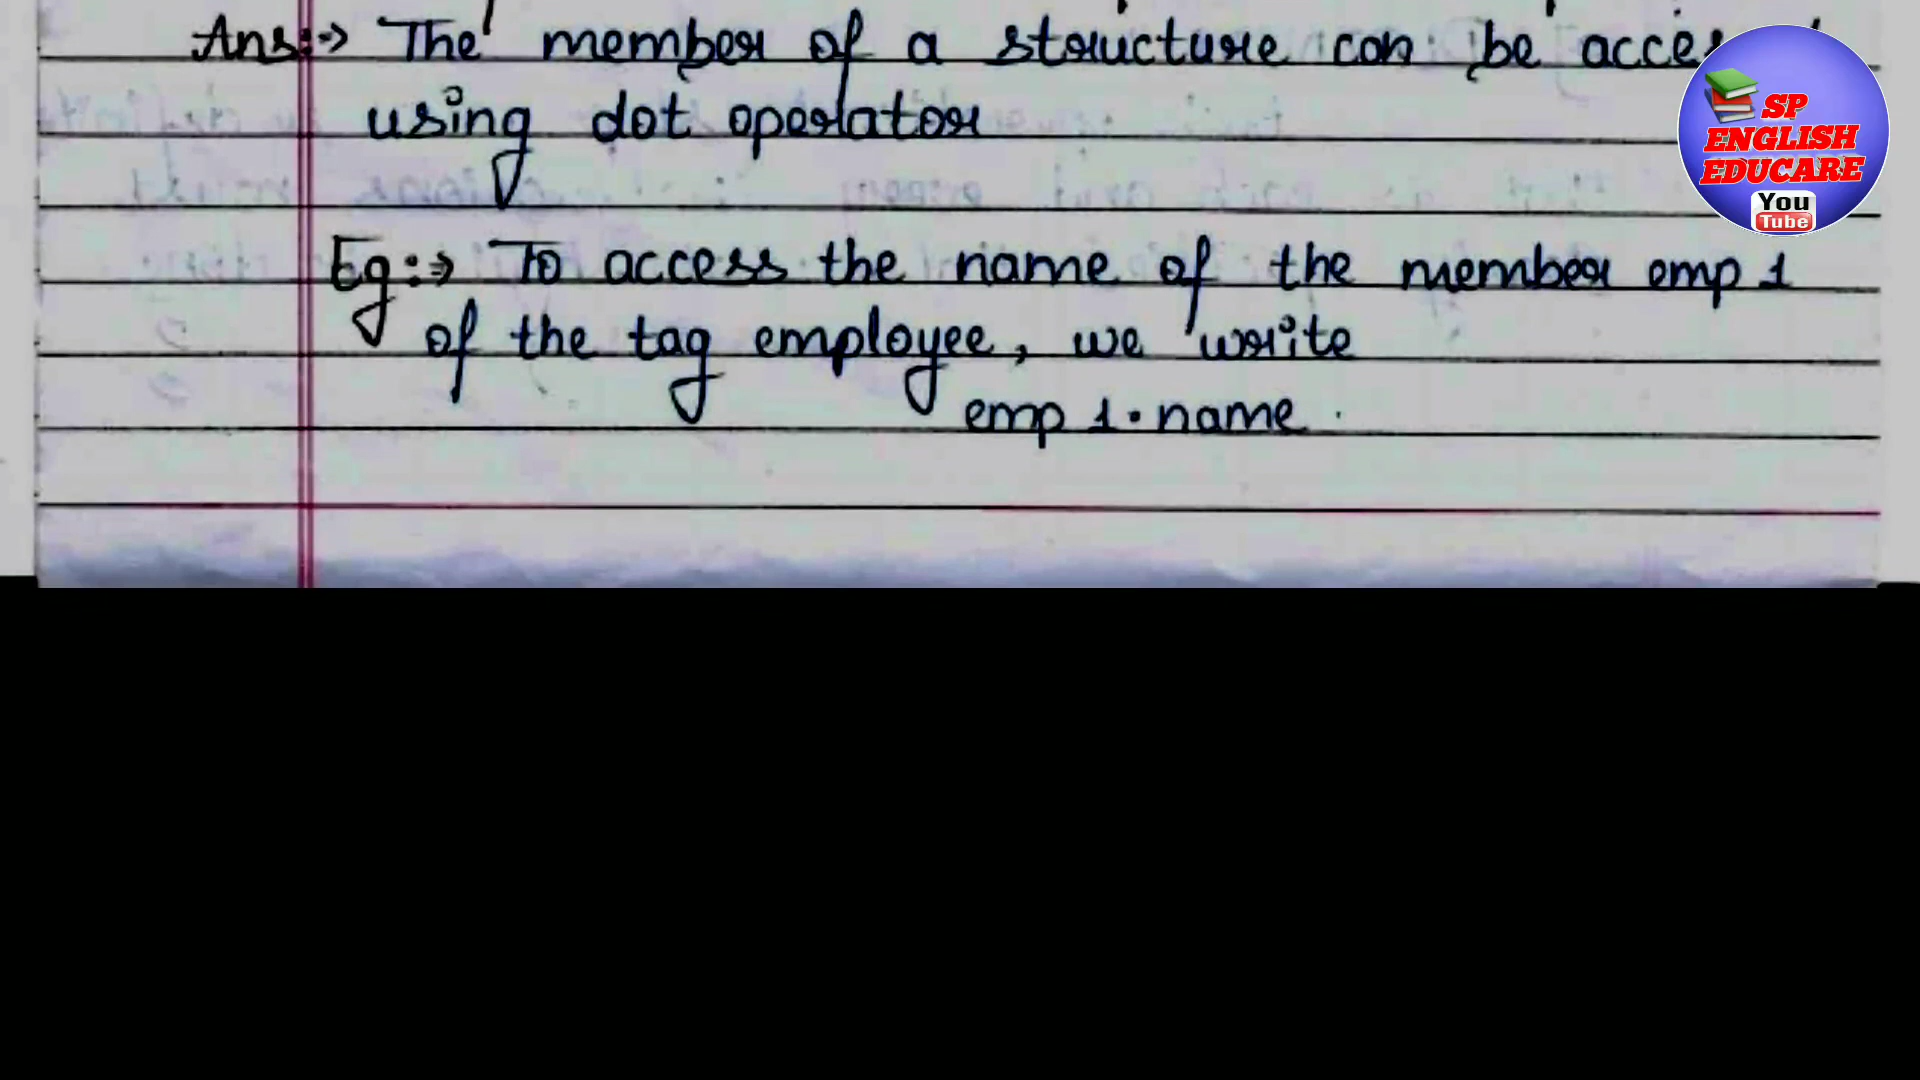 Ans:-> The member of a structure can be
using dot operator
Eg:-> To access the name of the member emp 1
of the tag employee, we write
emp 1.name.
SP
ENGLISH
EDUCARE
You
Tube